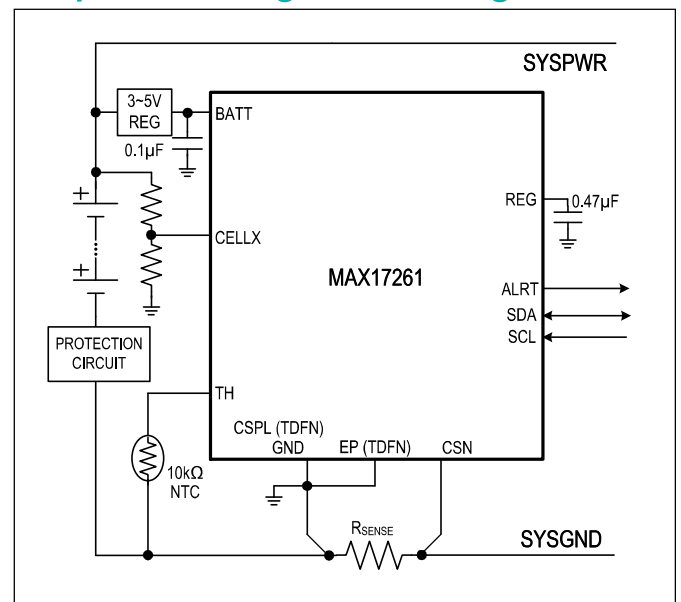 SYSPWR
3~5V
REG
BATT
0.1µF
REG
0.47µF
+
CELLX
MAX17261
+
ALRT
SDA
SCL
PROTECTION
CIRCUIT
TH
CSPL (TDFN)
GND
EP (TDFN)
CSN
10kΩ
NTC
RSENSE
SYSGND